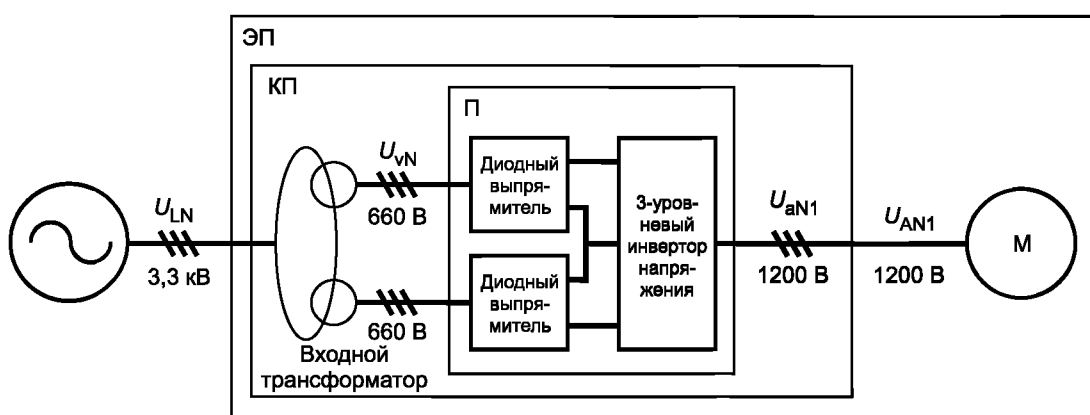 ЭП
КП
П
U_LN
3,3 кВ
U_vN
660 В
660 В
Входной
трансформатор
Диодный
выпря-
митель
Диодный
выпря-
митель
3-уров-
невый
инвертор
напря-
жения
U_aN1
1200 В
U_AN1
1200 В
М